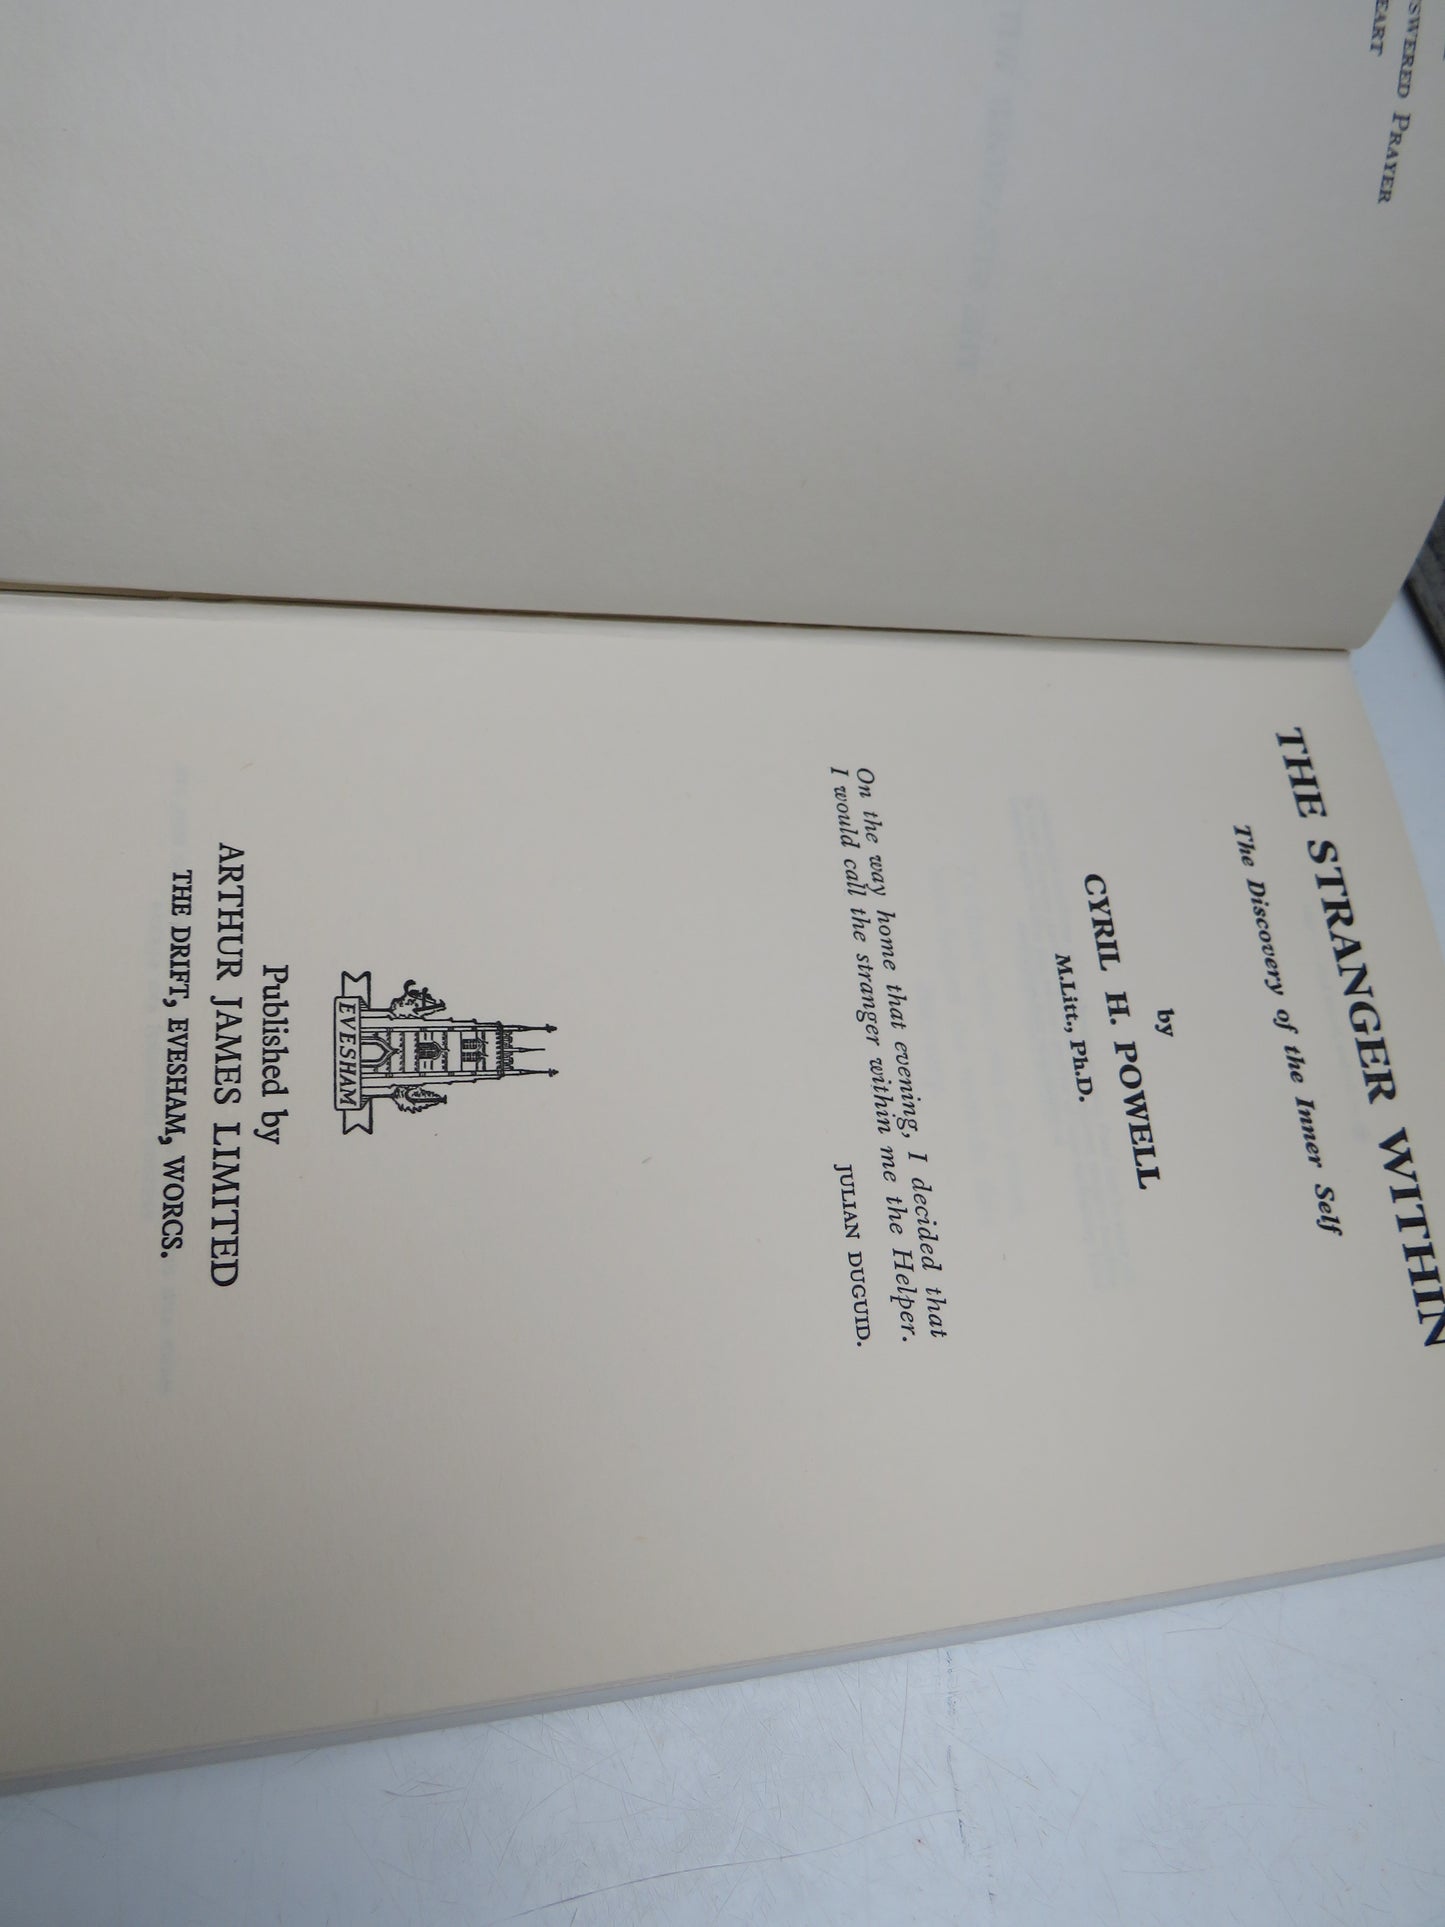 PRAYER
THE STRANGER WITHIN
The Discovery of the Inner Self
by
CYRIL H. POWELL
M.Litt., Ph.D.
On the way home that evening, I decided that
I would call the stranger within me the Helper.
JULIAN DUGUID.
EVESHAM
Published by
ARTHUR JAMES LIMITED
THE DRIFT, EVESHAM, WORCS.